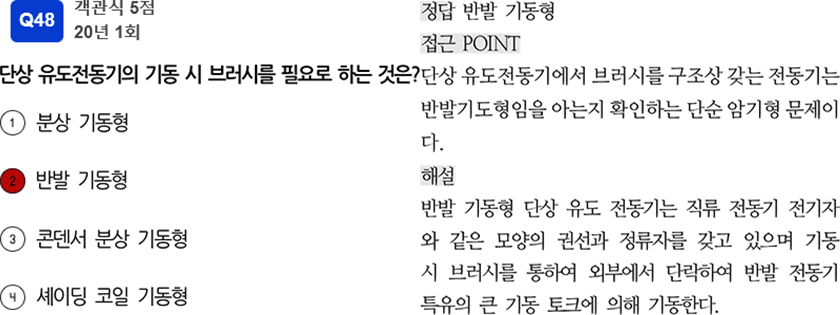 Q48
객관식 5점
20년 1회
단상 유도전동기의 기동 시 브러시를 필요로 하는 것은?
1 분상 기동형
2 반발 기동형
3 콘덴서 분상 기동형
4 셰이딩 코일 기동형
정답 반발 기동형
접근 POINT
단상 유도전동기에서 브러시를 구조상 갖는 전동기는
반발기도형임을 아는지 확인하는 단순 암기형 문제이
다.
해설
반발 기동형 단상 유도 전동기는 직류 전동기 전기자
와 같은 모양의 권선과 정류자를 갖고 있으며 기동
시 브러시를 통하여 외부에서 단락하여 반발 전동기
특유의 큰 기동 토크에 의해 기동한다.